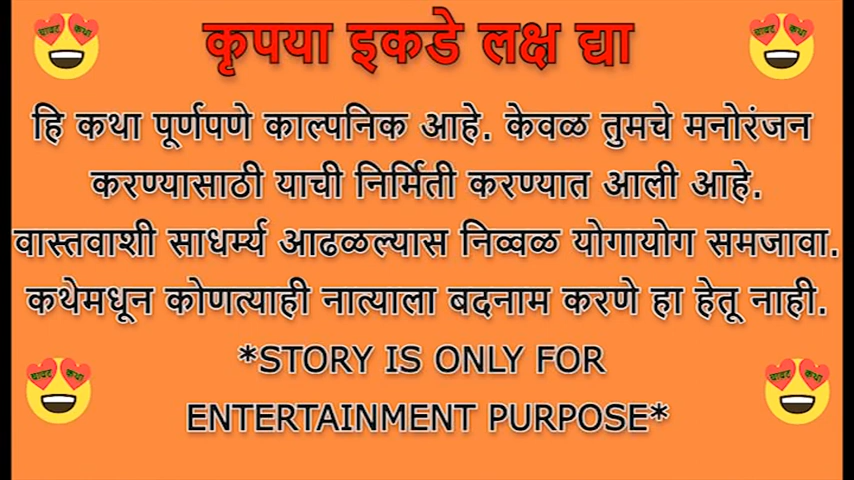 कृपया इकडे लक्ष द्या
हि कथा पूर्णपणे काल्पनिक आहे. केवळ तुमचे मनोरंजन
करण्यासाठी याची निर्मिती करण्यात आली आहे.
वास्तवाशी साधर्म्य आढळल्यास निव्वळ योगायोग समजावा.
कथेमधून कोणत्याही नात्याला बदनाम करणे हा हेतू नाही.
*STORY IS ONLY FOR
ENTERTAINMENT PURPOSE*